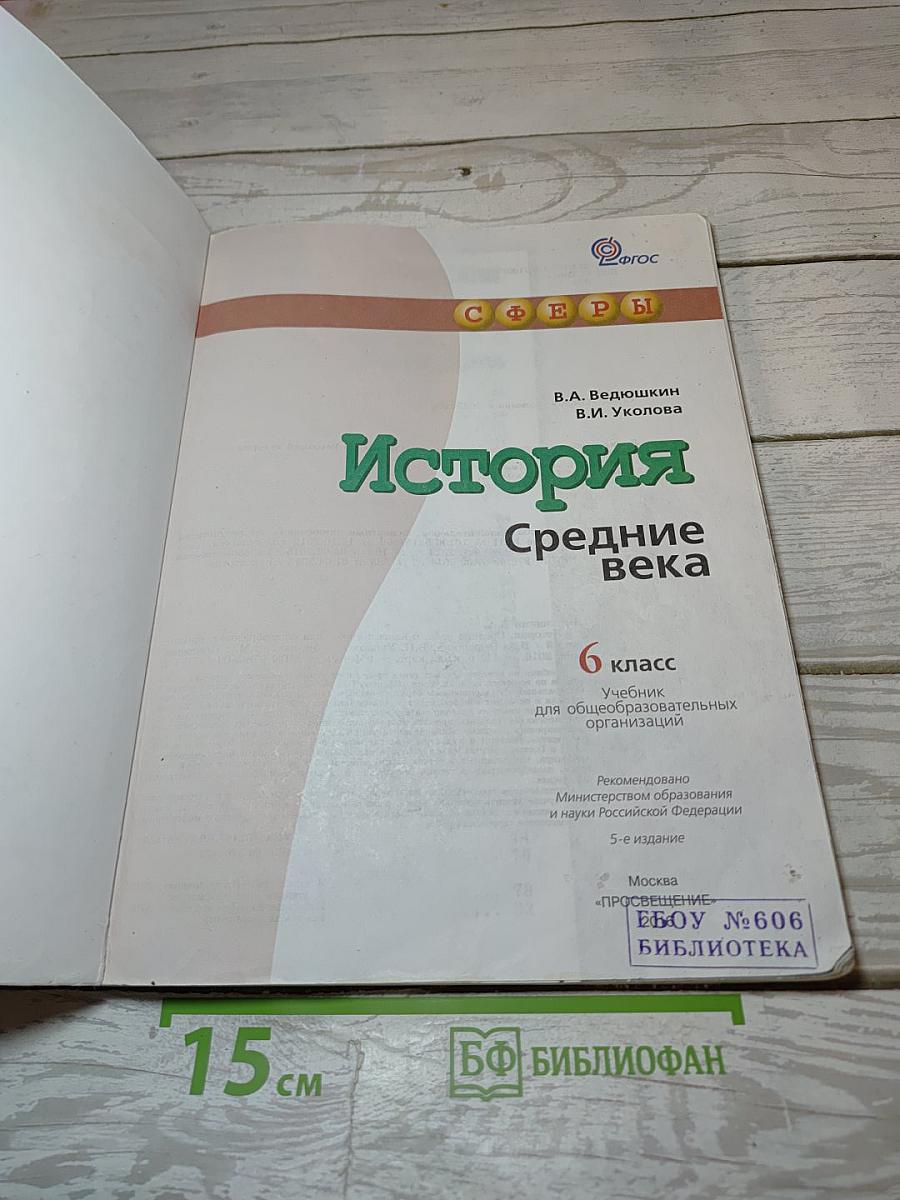 ФГОС
СФЕРЫ
В.А. Ведюшкин
В.И. Уколова
История
Средние
века
6 класс
Учебник
для общеобразовательных
организаций
Рекомендовано
Министерством образования
и науки Российской Федерации
5-е издание
Москва
«ПРОСВЕЩЕНИЕ»
ГБОУ №606
БИБЛИОТЕКА
15 см
БФ БИБЛИОФАН